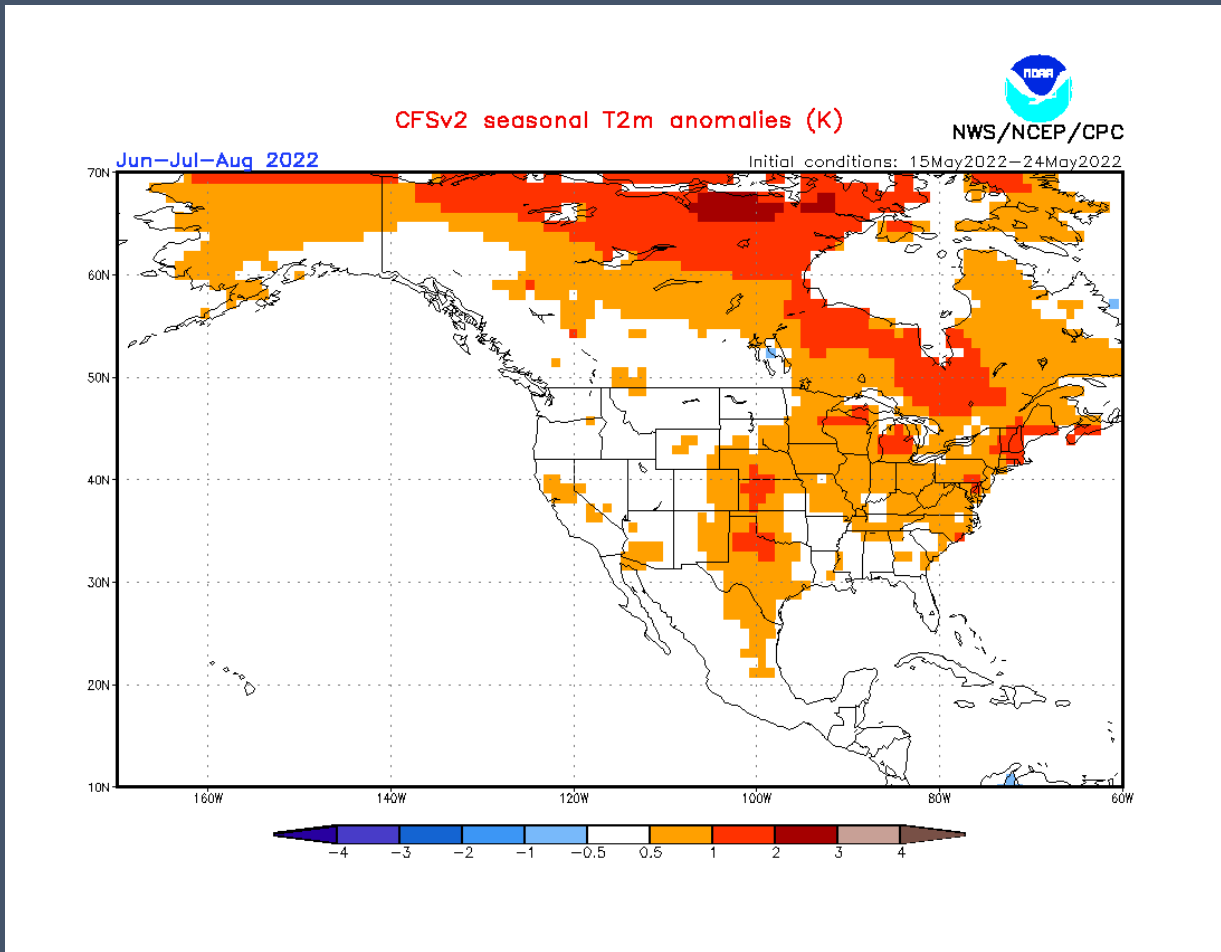 NOAA
CFSv2 seasonal T2m anomalies (K)
NWS/NCEP/CPC
Jun-Jul-Aug 2022
Initial conditions: 15May2022-24May2022
70N
60N
50N
40N
30N
20N
10N
160W 140W 120W 100W 80W 60W
-4 -3 -2 -1 -0.5 0.5 1 2 3 4